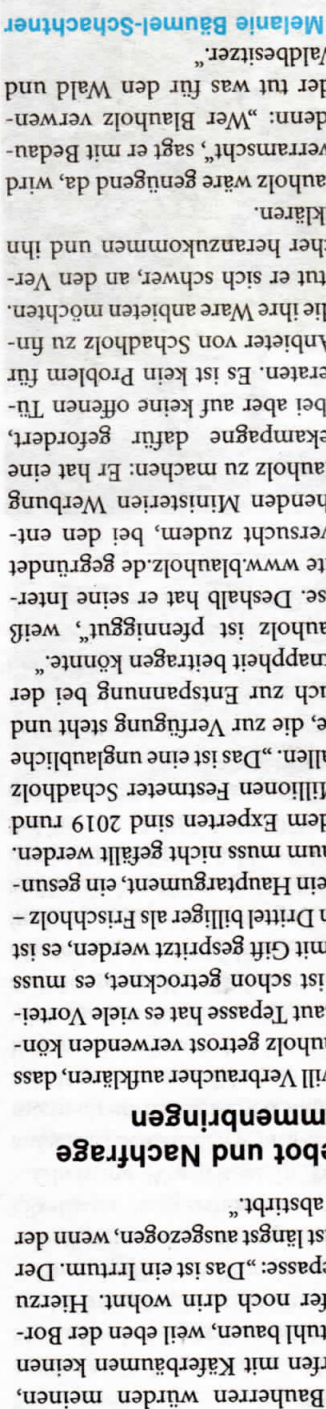 Bauherren würden meinen,
rfen mit Käferbäumen keinen
tuhl bauen, weil eben der Bor-
fer noch drin wohnt. Hierzu
epasse: „Das ist ein Irrtum. Der
ist längst ausgezogen, wenn der
abstirbt.“
ebot und Nachfrage
mmenbringen
will Verbraucher aufklären, dass
auholz getrost verwenden kön-
aut Tepasse hat es viele Vortei-
ist schon getrocknet, es muss
mit Gift gespritzt werden, es ist
n Drittel billiger als Frischholz –
ein Hauptargument, ein gesun-
aum muss nicht gefällt werden.
dem Experten sind 2019 rund
Millionen Festmeter Schadholz
allen. „Das ist eine unglaubliche
e, die zur Verfügung steht und
uch zur Entspannung bei der
nappheit beitragen könnte.“
auholz ist pfenniggut“, weiß
se. Deshalb hat er seine Inter-
te www.blauholz.de gegründet
versucht zudem, bei den ent-
henden Ministerien Werbung
auholz zu machen: Er hat eine
ekampagne dafür gefordert,
bei aber auf keine offenen Tü-
eraten. Es ist kein Problem für
Anbieter von Schadholz zu fin-
die ihre Ware anbieten möchten.
tut er sich schwer, an den Ver-
cher heranzukommen und ihn
klären.
auholz wäre genügend da, wird
verramscht“, sagt er mit Bedau-
denn: „Wer Blauholz verwen-
der tut was für den Wald und
Waldbesitzer.“
Melanie Bäumel-Schachtner